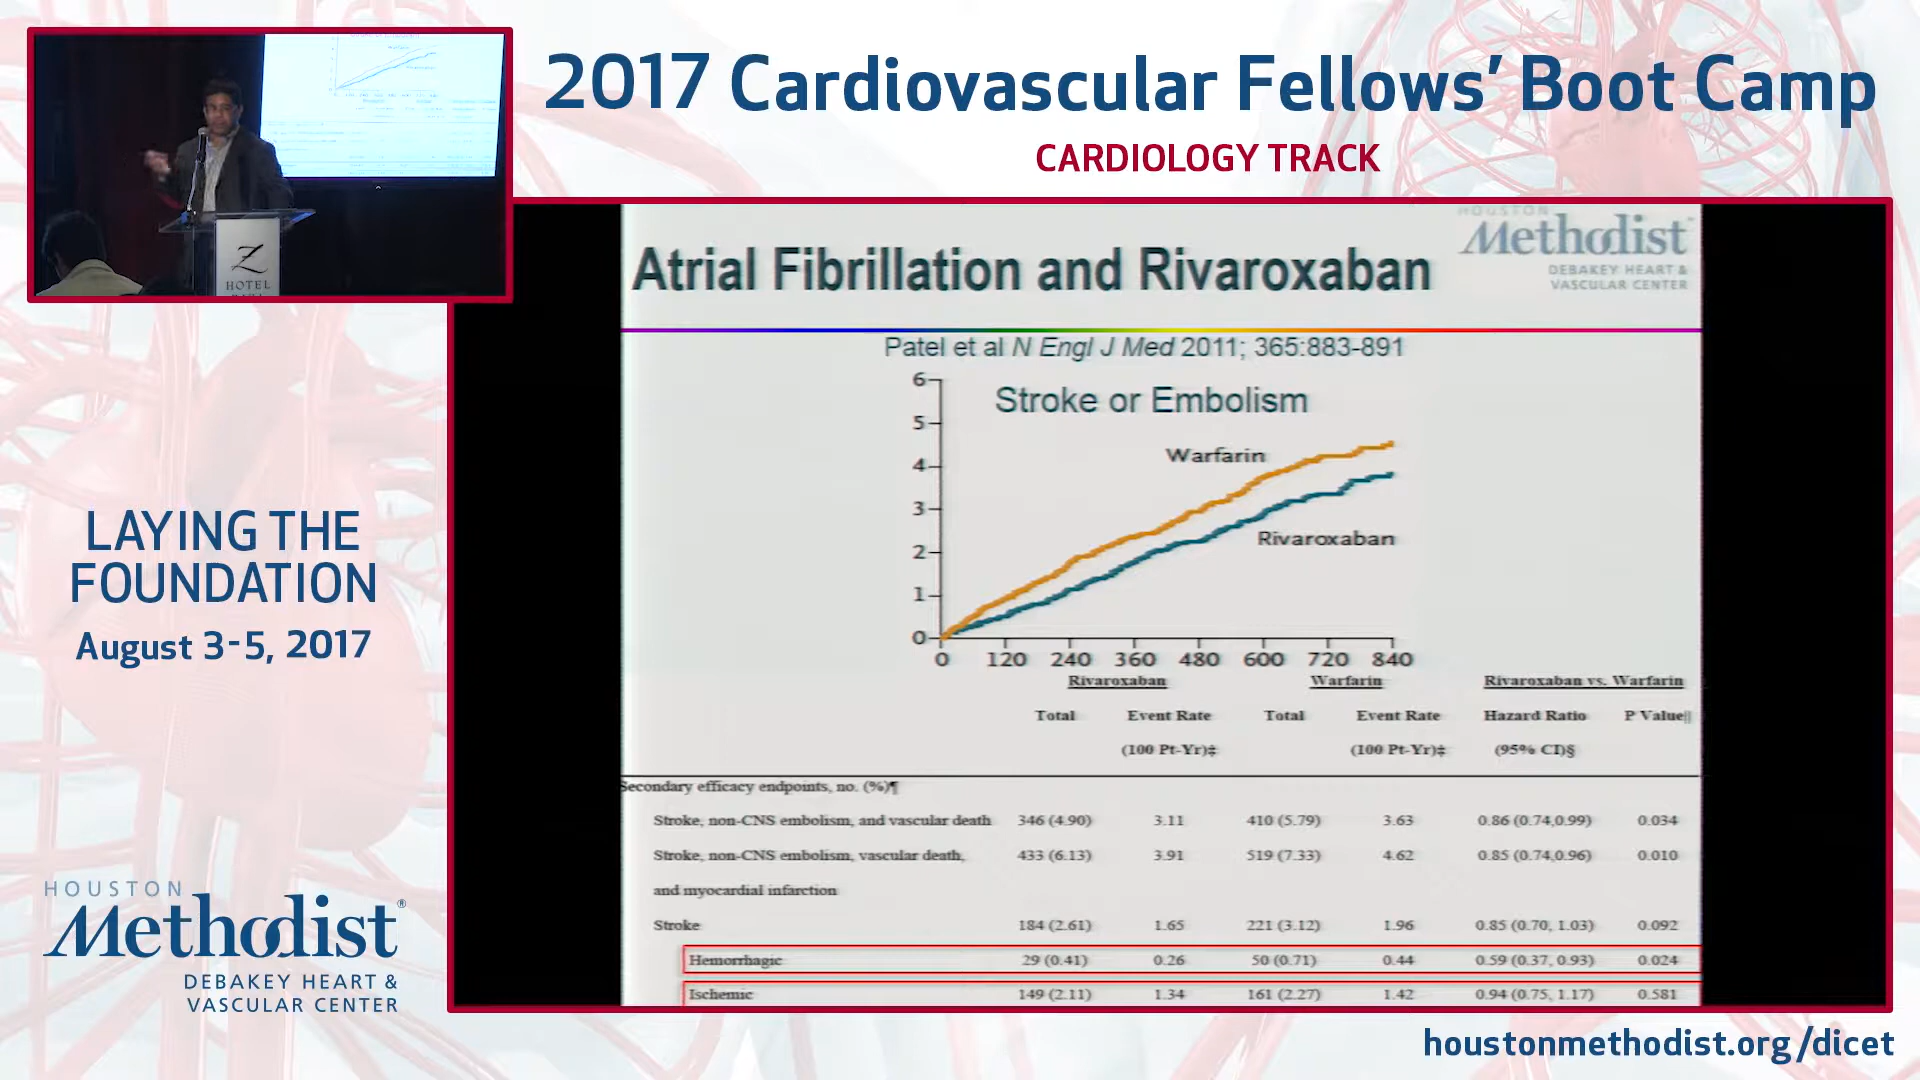 2017 Cardiovascular Fellows' Boot Camp
CARDIOLOGY TRACK
HOTEL
LAYING THE
FOUNDATION
August 3-5, 2017
HOUSTON
Methodist®
DEBAKEY HEART &
VASCULAR CENTER
HOUSTON
Methodist
DEBAKEY HEART &
VASCULAR CENTER
Atrial Fibrillation and Rivaroxaban
Patel et al N Engl J Med 2011; 365:883-891
Stroke or Embolism
6
5
4
3
2
1
0
Warfarin
Rivaroxaban
0 120 240 360 480 600 720 840
Rivaroxaban Warfarin Rivaroxaban vs. Warfarin
Total Event Rate Total Event Rate Hazard Ratio P Value||
(100 Pt-Yr)‡ (100 Pt-Yr)‡ (95% CI)§
Secondary efficacy endpoints, no. (%)¶
Stroke, non-CNS embolism, and vascular death 346 (4.90) 3.11 410 (5.79) 3.63 0.86 (0.74,0.99) 0.034
Stroke, non-CNS embolism, vascular death, 433 (6.13) 3.91 519 (7.33) 4.62 0.85 (0.74,0.96) 0.010
and myocardial infarction
Stroke 184 (2.61) 1.65 221 (3.12) 1.96 0.85 (0.70, 1.03) 0.092
Hemorrhagic 29 (0.41) 0.26 50 (0.71) 0.44 0.59 (0.37, 0.93) 0.024
Ischemic 149 (2.11) 1.34 161 (2.27) 1.42 0.94 (0.75, 1.17) 0.581
houstonmethodist.org/dicet